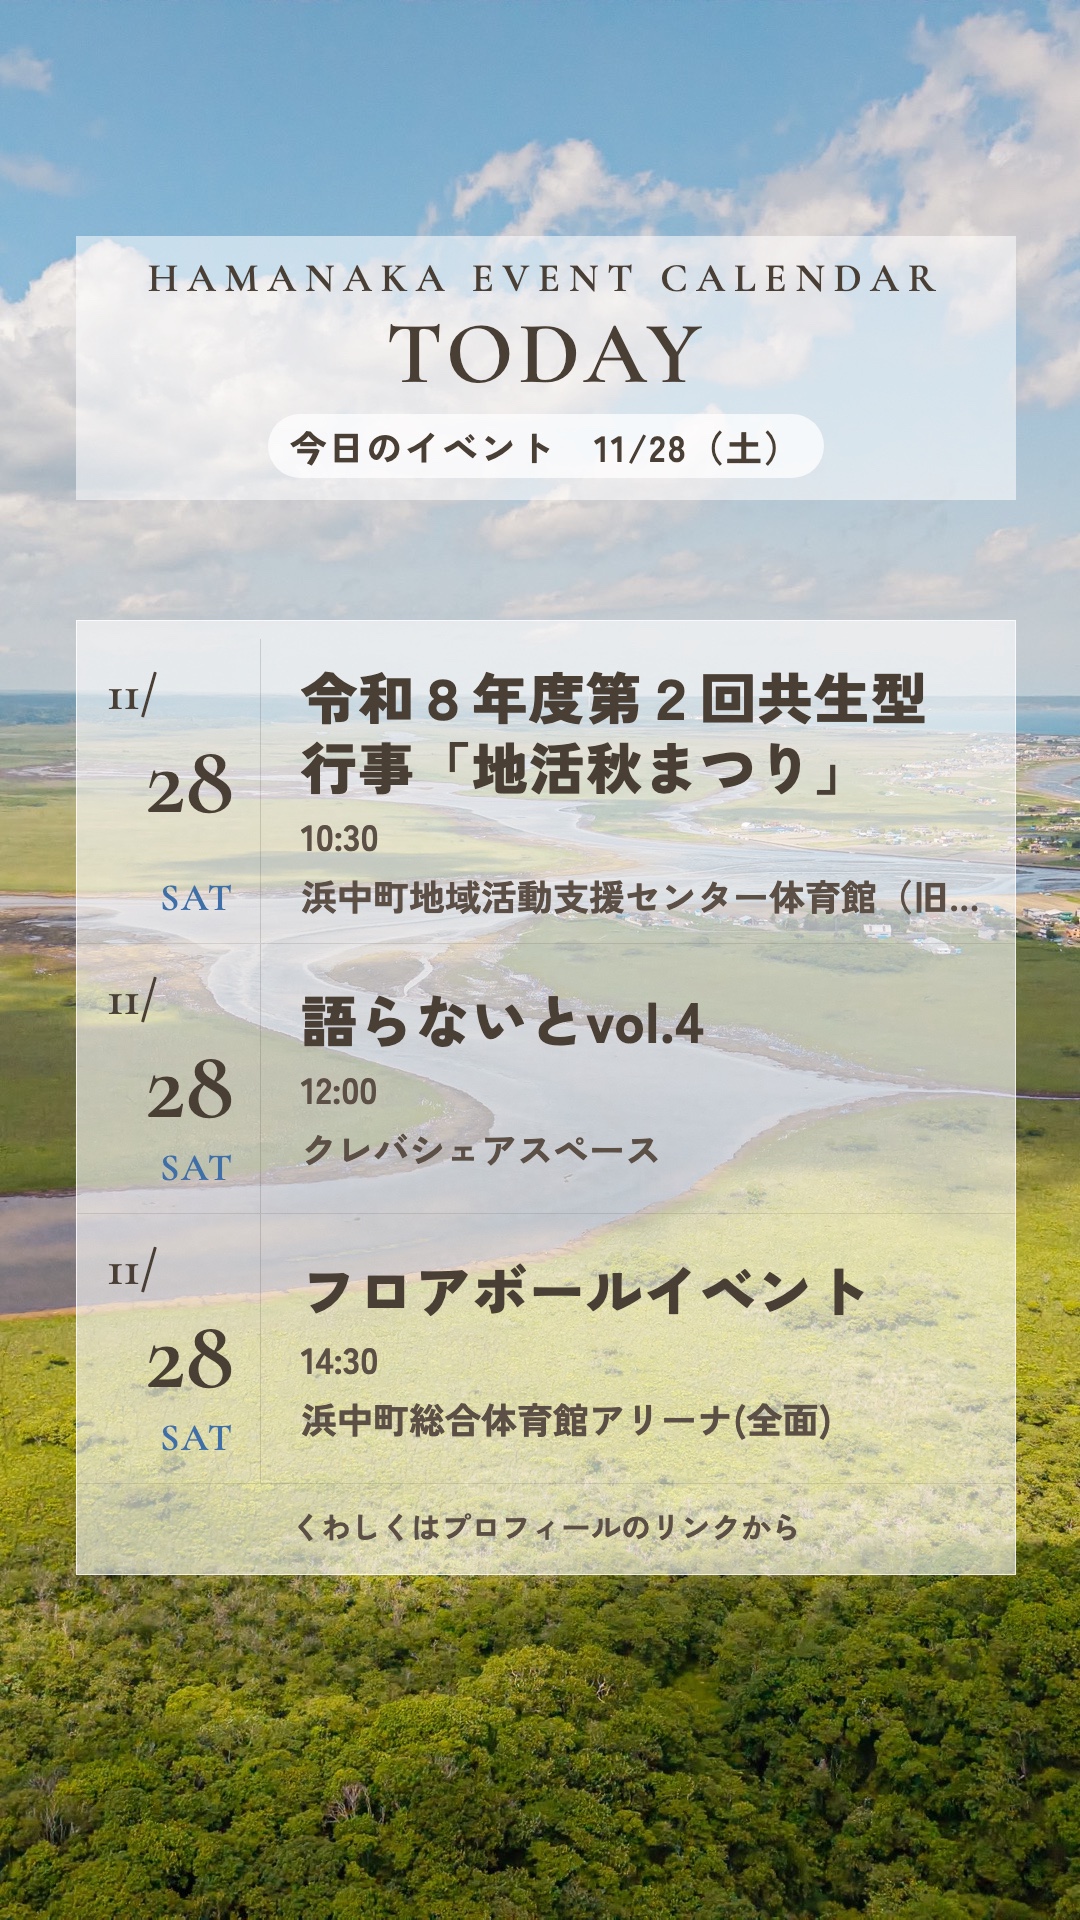 HAMANAKA EVENT CALENDAR
TODAY
今日のイベント　11/28（土）
11/
28
SAT
令和８年度第２回共生型
行事「地活秋まつり」
10:30
浜中町地域活動支援センター体育館（旧...
11/
28
SAT
語らないとvol.4
12:00
クレバシェアスペース
11/
28
SAT
フロアボールイベント
14:30
浜中町総合体育館アリーナ(全面)
くわしくはプロフィールのリンクから